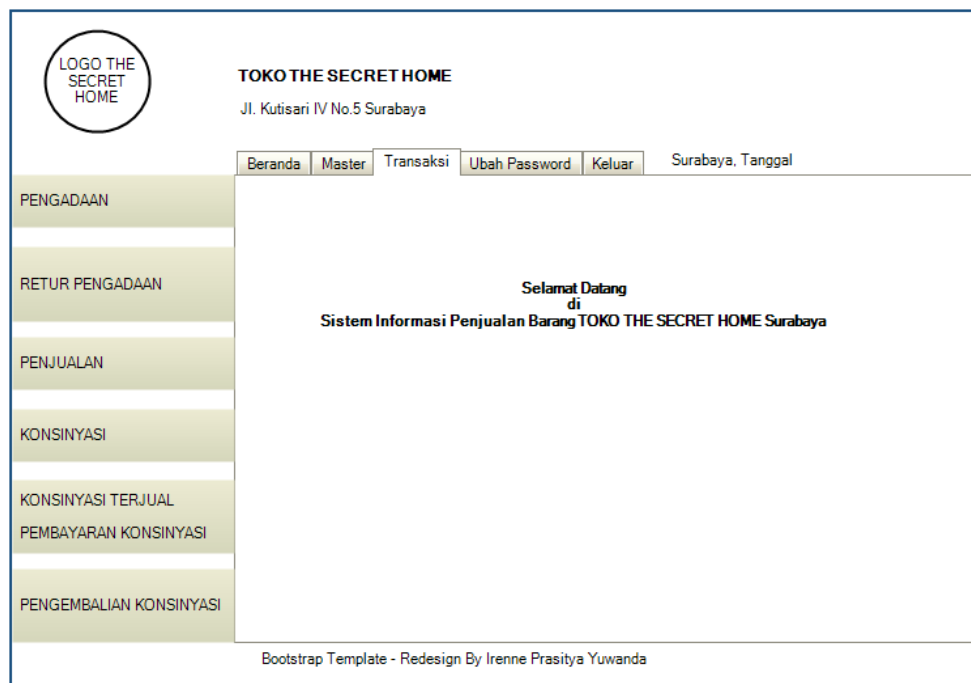 LOGO THE
SECRET
HOME
TOKO THE SECRET HOME
Jl. Kutisari IV No.5 Surabaya
Beranda Master Transaksi Ubah Password Keluar Surabaya, Tanggal
PENGADAAN
RETUR PENGADAAN
PENJUALAN
KONSINYASI
KONSINYASI TERJUAL
PEMBAYARAN KONSINYASI
PENGEMBALIAN KONSINYASI
Selamat Datang
di
Sistem Informasi Penjualan Barang TOKO THE SECRET HOME Surabaya
Bootstrap Template - Redesign By Irenne Prasitya Yuwanda